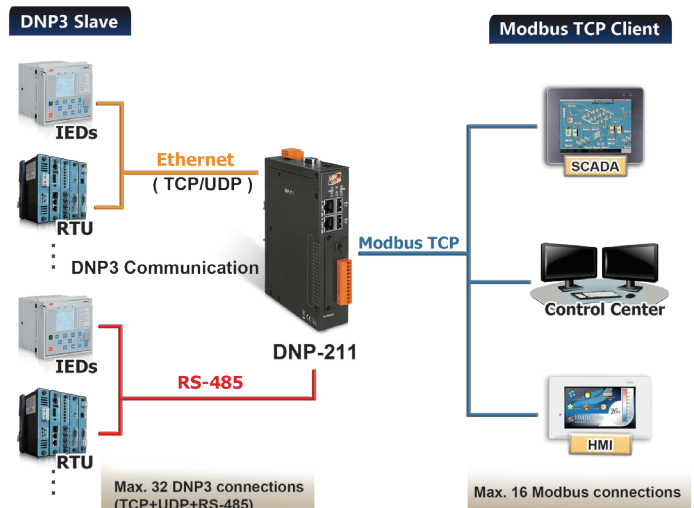 DNP3 Slave
Modbus TCP Client
IEDs
Ethernet
( TCP/UDP )
SCADA
RTU
Modbus TCP
DNP3 Communication
Control Center
DNP-211
IEDs
RS-485
HMI
RTU
Max. 32 DNP3 connections
(TCP+UDP+RS-485)
Max. 16 Modbus connections